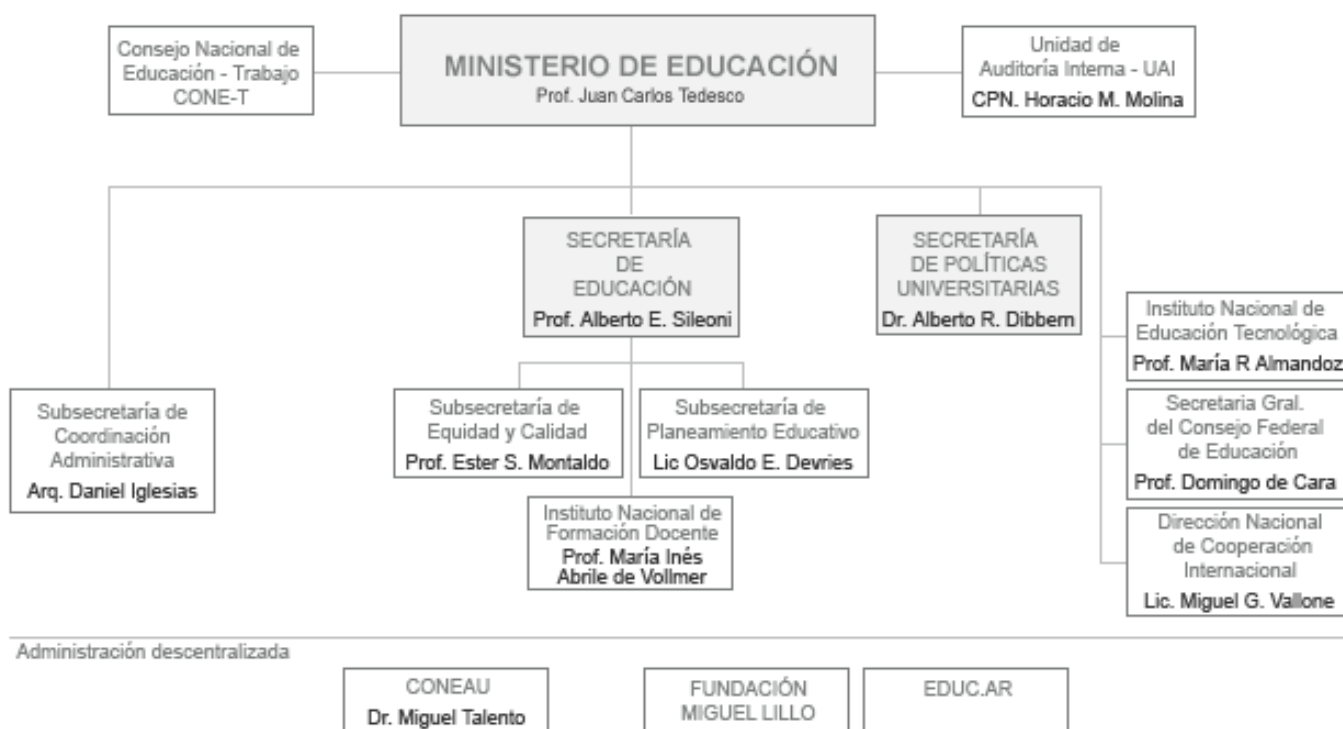 Consejo Nacional de
Educación - Trabajo
CONE-T
MINISTERIO DE EDUCACIÓN
Prof. Juan Carlos Tedesco
Unidad de
Auditoría Interna - UAI
CPN. Horacio M. Molina
SECRETARÍA
DE
EDUCACIÓN
Prof. Alberto E. Sileoni
SECRETARÍA
DE POLÍTICAS
UNIVERSITARIAS
Dr. Alberto R. Dibbern
Instituto Nacional de
Educación Tecnológica
Prof. María R Almandoz
Subsecretaría de
Coordinación
Administrativa
Arq. Daniel Iglesias
Subsecretaría de
Equidad y Calidad
Prof. Ester S. Montaldo
Subsecretaría de
Planeamiento Educativo
Lic Osvaldo E. Devries
Secretaria Gral.
del Consejo Federal
de Educación
Prof. Domingo de Cara
Instituto Nacional de
Formación Docente
Prof. María Inés
Abrile de Vollmer
Dirección Nacional
de Cooperación
Internacional
Lic. Miguel G. Vallone
Administración descentralizada
CONEAU
Dr. Miguel Talento
FUNDACIÓN
MIGUEL LILLO
EDUC.AR